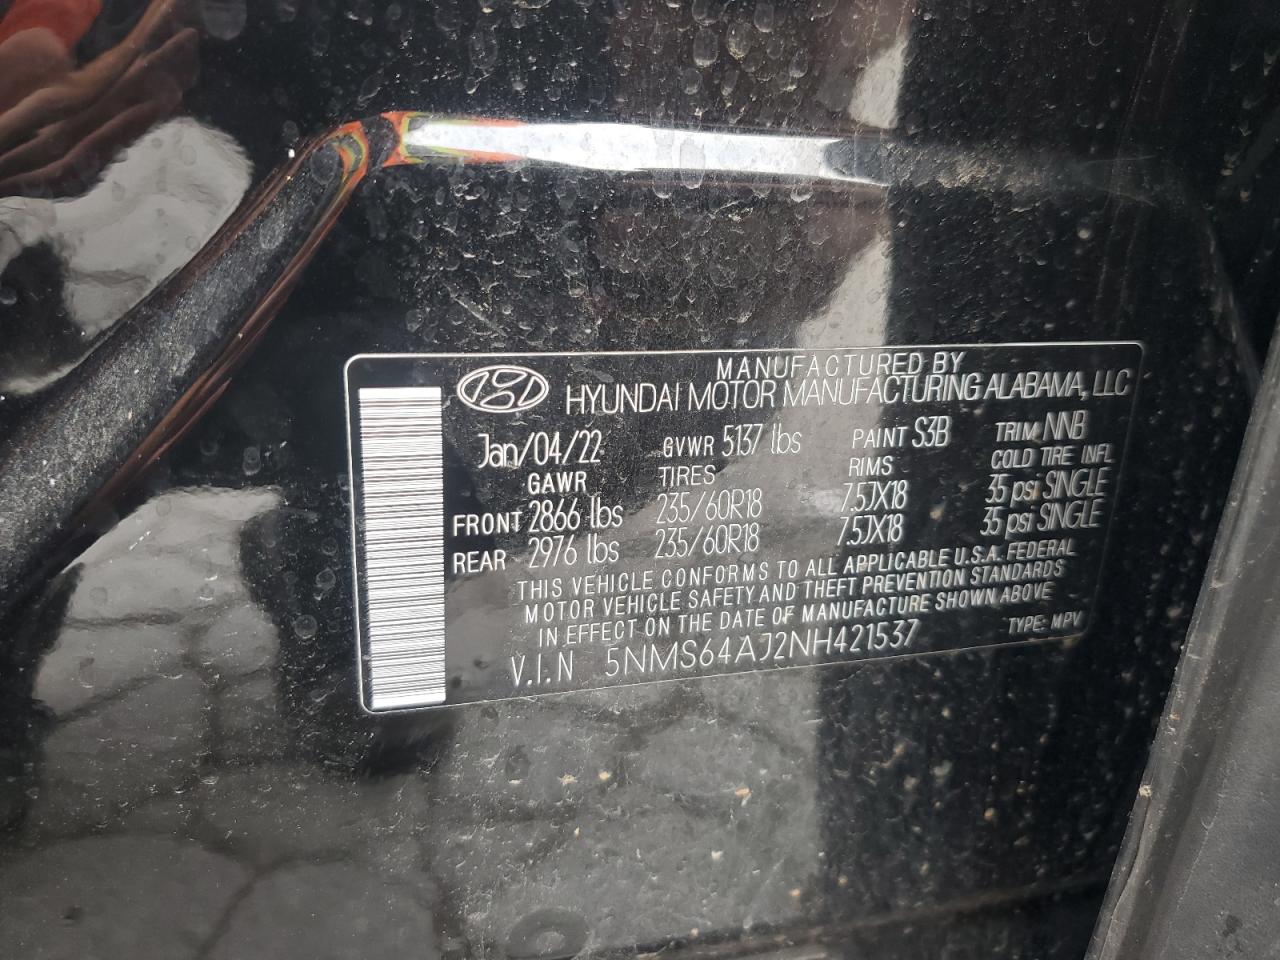 MANUFACTURED BY
HYUNDAI MOTOR MANUFACTURING ALABAMA, LLC
Jan/04/22 GVWR 5137 lbs PAINT S3B TRIM NNB
GAWR TIRES RIMS COLD TIRE INFL
FRONT 2866 lbs 235/60R18 7.5JX18 35 psi SINGLE
REAR 2976 lbs 235/60R18 7.5JX18 35 psi SINGLE
THIS VEHICLE CONFORMS TO ALL APPLICABLE U.S.A. FEDERAL
MOTOR VEHICLE SAFETY AND THEFT PREVENTION STANDARDS
IN EFFECT ON THE DATE OF MANUFACTURE SHOWN ABOVE
V.I.N 5NMS64AJ2NH421537 TYPE: MPV